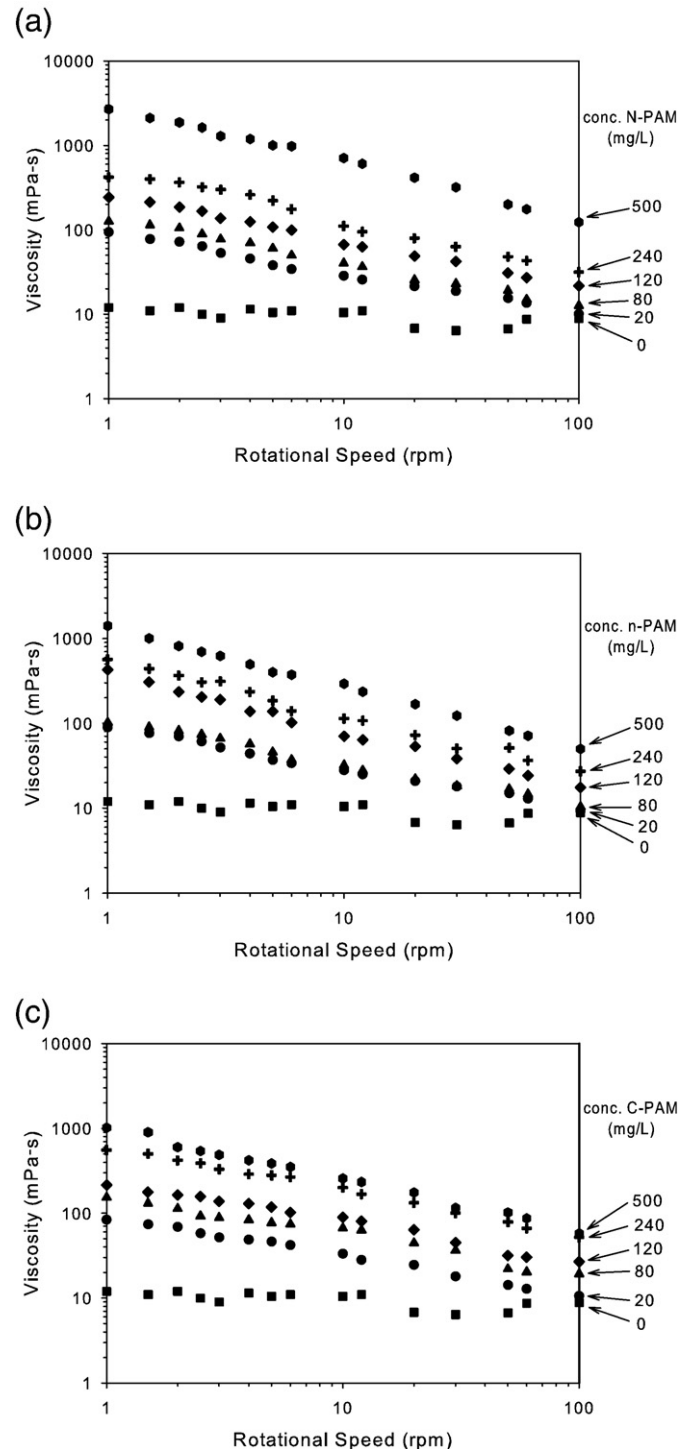 (a)
10000
1000
100
10
1
Viscosity (mPa-s)
1
10
100
Rotational Speed (rpm)
conc. N-PAM
(mg/L)
500
240
120
80
20
0
(b)
10000
1000
100
10
1
Viscosity (mPa-s)
1
10
100
Rotational Speed (rpm)
conc. n-PAM
(mg/L)
500
240
120
80
20
0
(c)
10000
1000
100
10
1
Viscosity (mPa-s)
1
10
100
Rotational Speed (rpm)
conc. C-PAM
(mg/L)
500
240
120
80
20
0